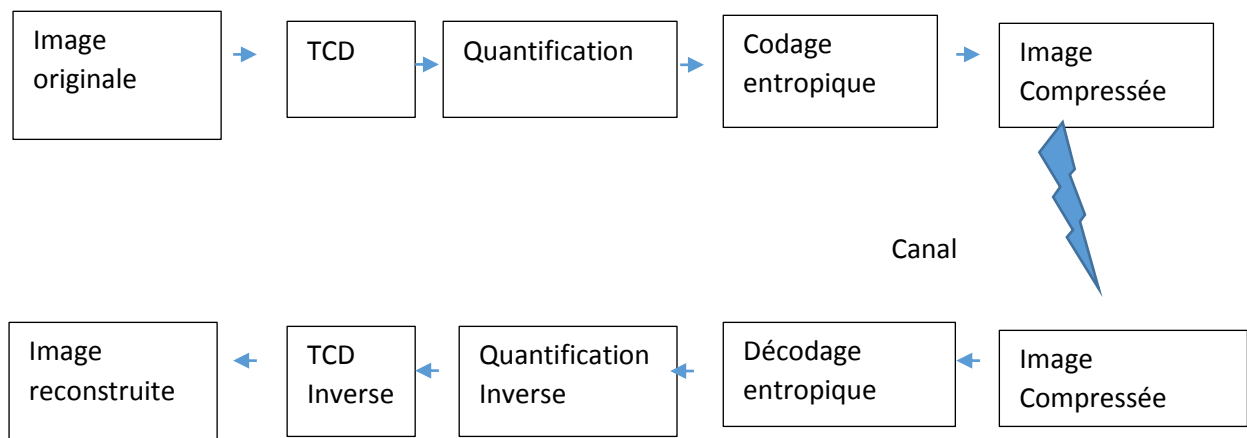 Image
originale
TCD
Quantification
Codage
entropique
Image
Compressée
Canal
Image
reconstruite
TCD
Inverse
Quantification
Inverse
Décodage
entropique
Image
Compressée